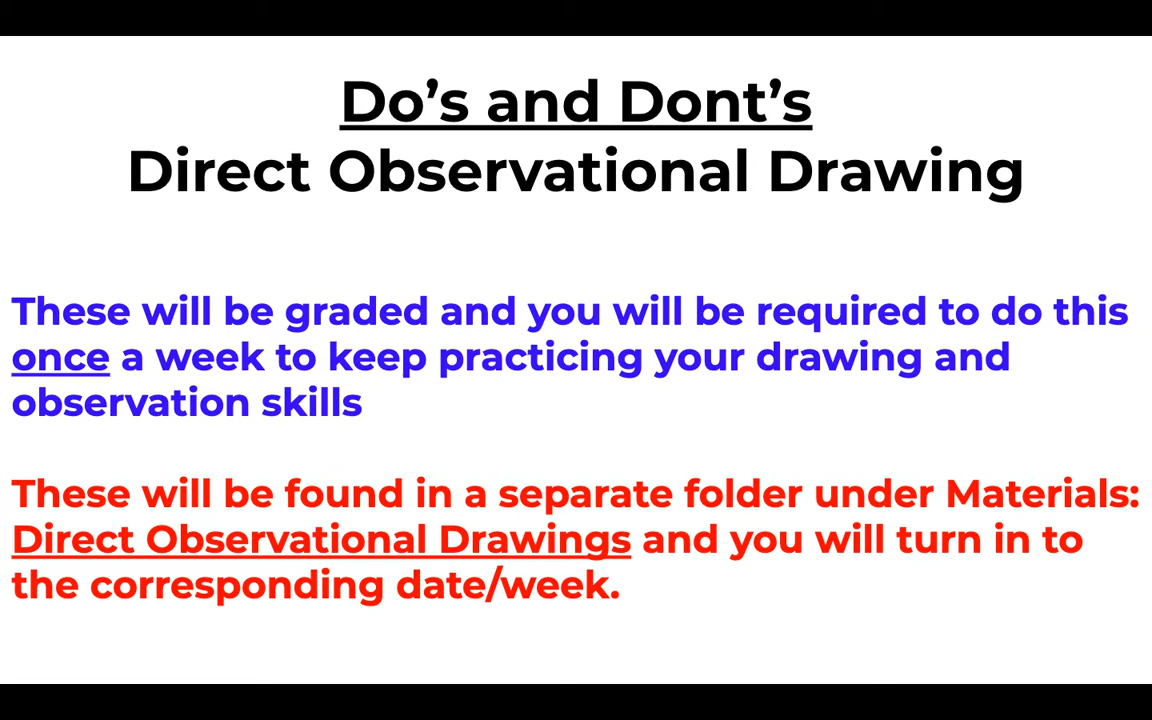 Do’s and Dont’s
Direct Observational Drawing
These will be graded and you will be required to do this
once a week to keep practicing your drawing and
observation skills
These will be found in a separate folder under Materials:
Direct Observational Drawings and you will turn in to
the corresponding date/week.